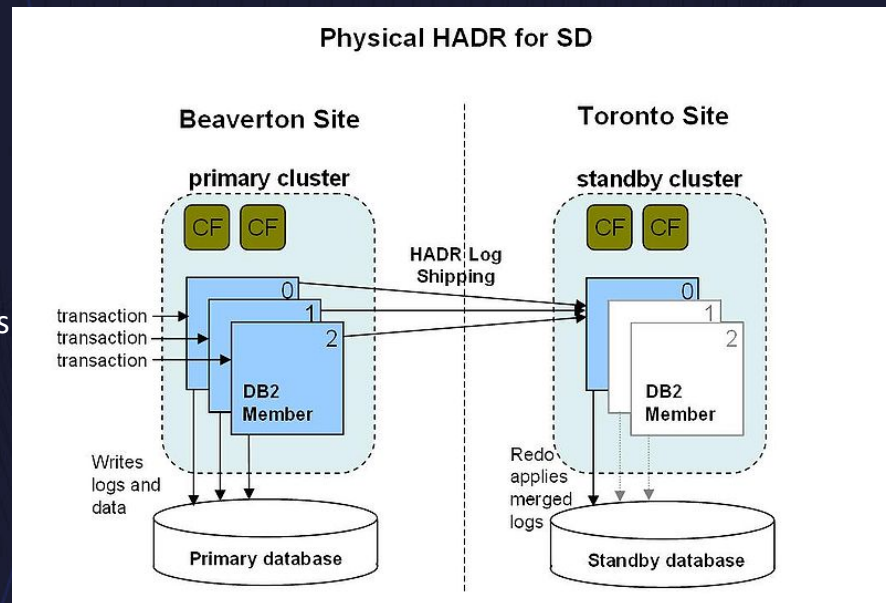 Physical HADR for SD
Beaverton Site
Toronto Site
primary cluster
standby cluster
CF CF
CF CF
HADR Log
Shipping
0
1
2
0
1
2
s
transaction
transaction
transaction
DB2
Member
DB2
Member
Writes
logs and
data
Redo
applies
merged
logs
Primary database
Standby database